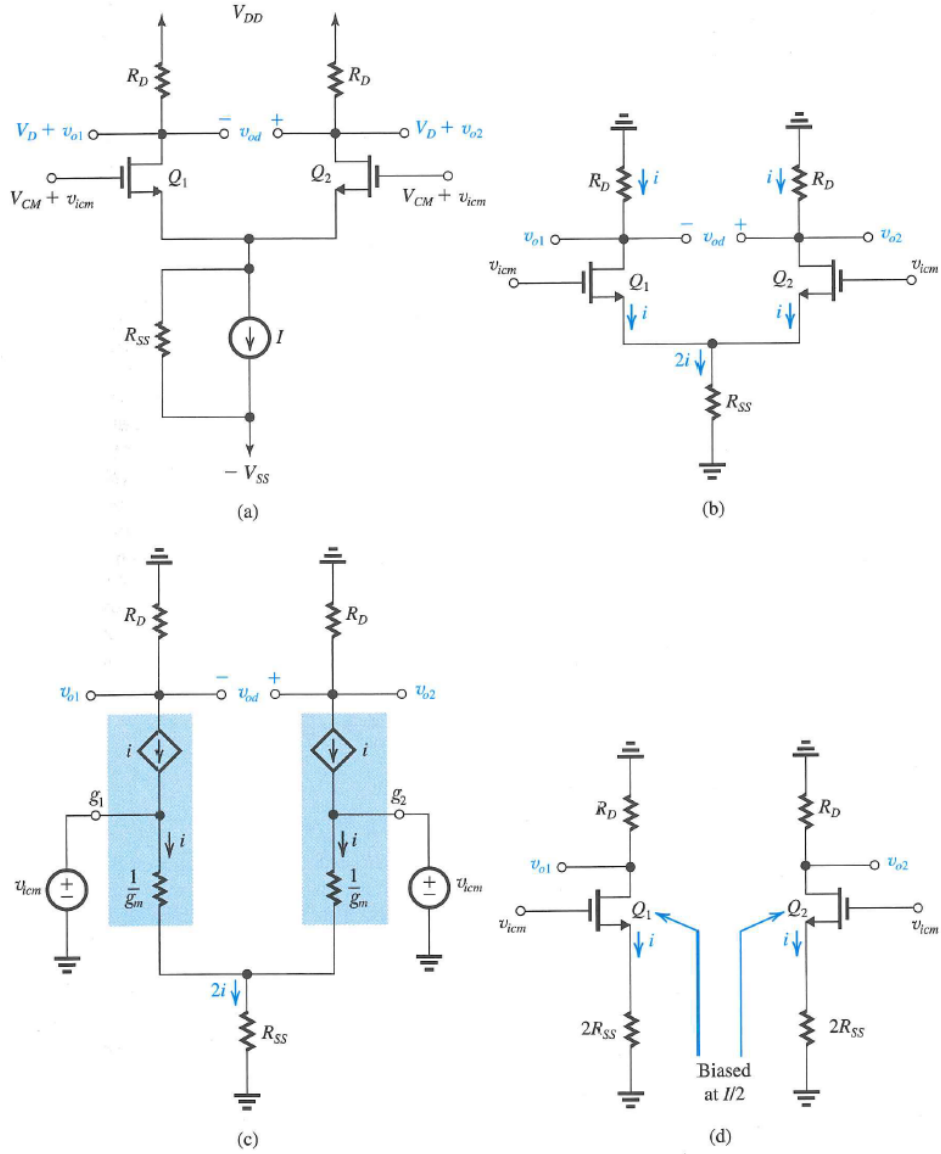 V_DD
R_D R_D
V_D + v_o1 − v_od + V_D + v_o2
Q_1 Q_2
V_CM + v_icm V_CM + v_icm
R_SS I
− V_SS
(a)
R_D i i R_D
v_o1 − v_od + v_o2
v_icm Q_1 Q_2 v_icm
i i
2i
R_SS
(b)
R_D R_D
v_o1 − v_od + v_o2
i i
g_1 g_2
i i
v_icm + − 1/g_m 1/g_m + − v_icm
2i
R_SS
(c)
R_D R_D
v_o1 v_o2
v_icm Q_1 Q_2 v_icm
i i
2R_SS 2R_SS
Biased
at I/2
(d)